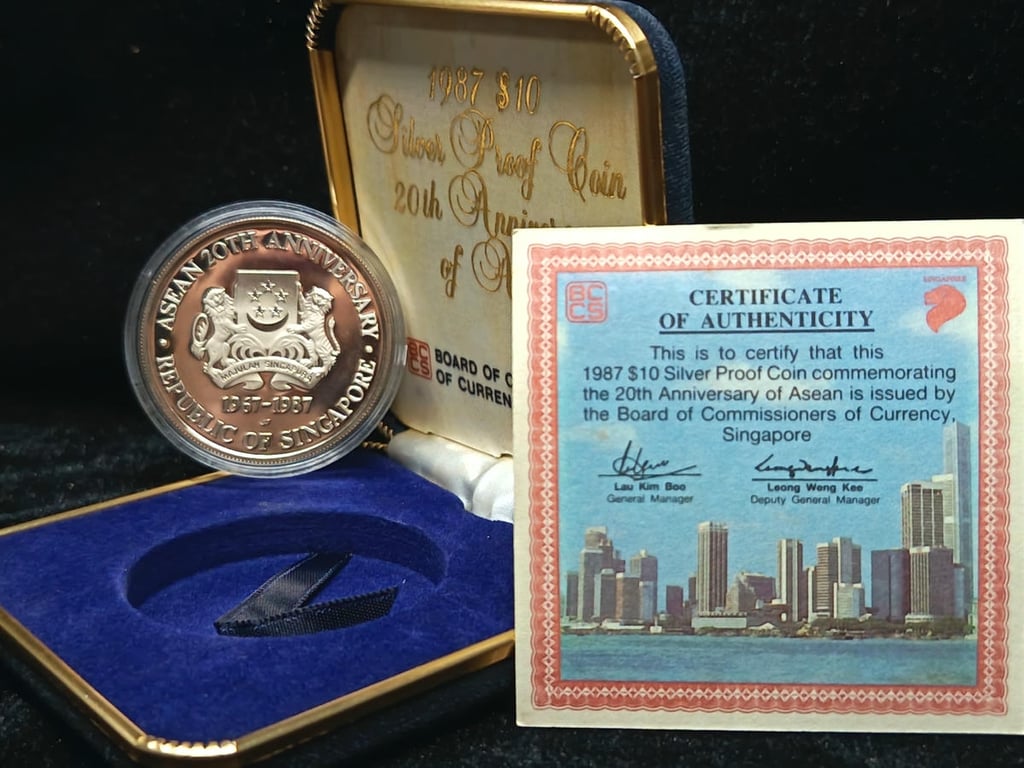 1987 $10
Silver Proof Coin
20th
of
BCCS
BOARD OF
OF
• ASEAN 20TH ANNIVERSARY •
MAJULAH SINGAPURA
1967-1987
REPUBLIC OF SINGAPORE
BCCS
SINGAPORE
CERTIFICATE
OF AUTHENTICITY
This is to certify that this
1987 $10 Silver Proof Coin commemorating
the 20th Anniversary of Asean is issued by
the Board of Commissioners of Currency,
Singapore
Lau Kim Boo
General Manager
Leong Weng Kee
Deputy General Manager